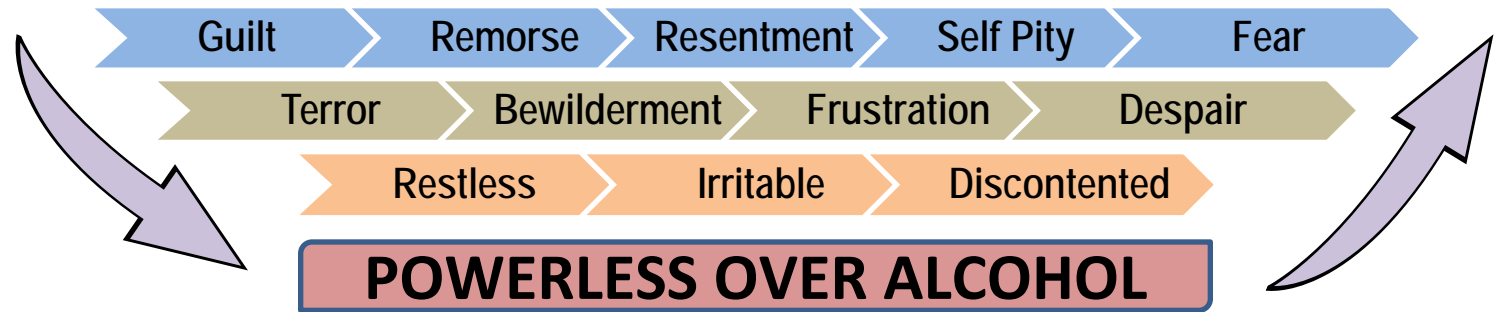 Guilt Remorse Resentment Self Pity Fear
Terror Bewilderment Frustration Despair
Restless Irritable Discontented
POWERLESS OVER ALCOHOL